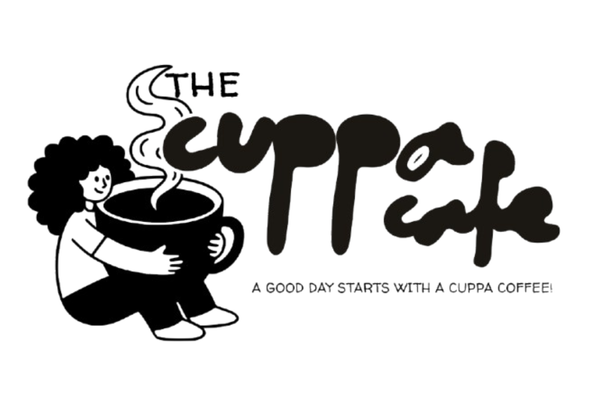 THE
cuppa
cafe
A GOOD DAY STARTS WITH A CUPPA COFFEE!